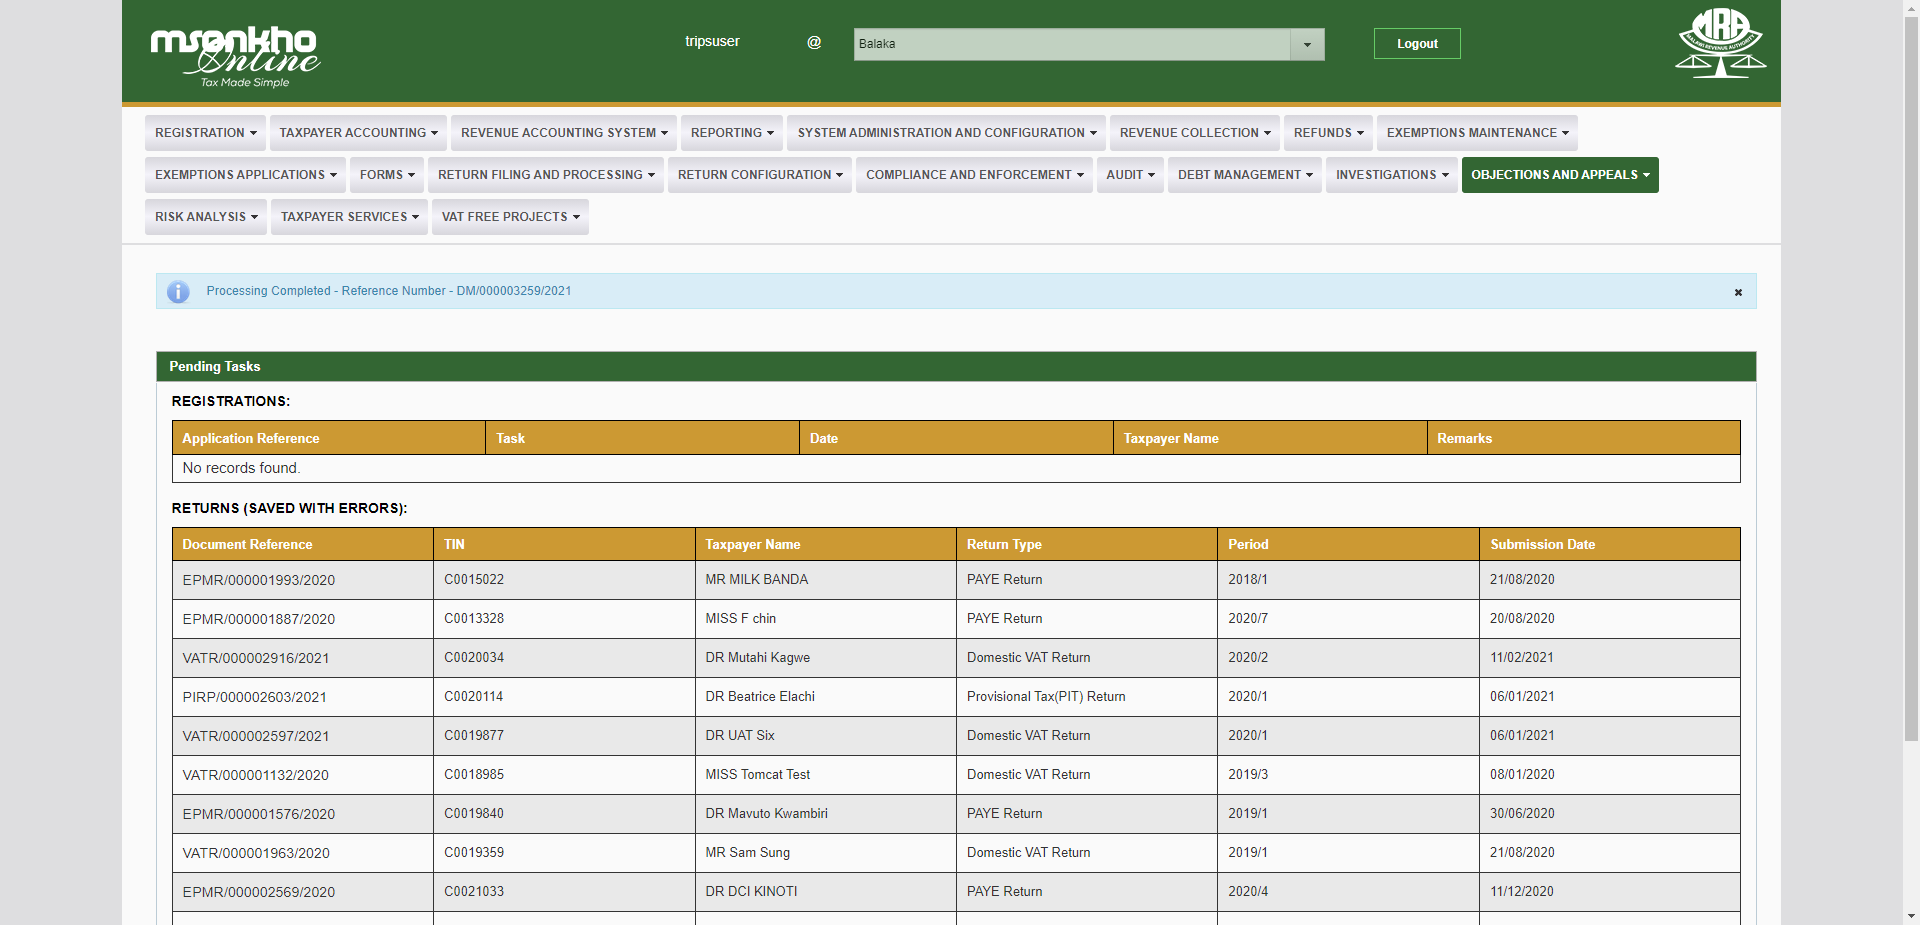 msonkho
Online
Tax Made Simple
tripsuser @ Balaka Logout
MRA
MALAWI REVENUE AUTHORITY
REGISTRATION TAXPAYER ACCOUNTING REVENUE ACCOUNTING SYSTEM REPORTING SYSTEM ADMINISTRATION AND CONFIGURATION REVENUE COLLECTION REFUNDS EXEMPTIONS MAINTENANCE
EXEMPTIONS APPLICATIONS FORMS RETURN FILING AND PROCESSING RETURN CONFIGURATION COMPLIANCE AND ENFORCEMENT AUDIT DEBT MANAGEMENT INVESTIGATIONS OBJECTIONS AND APPEALS
RISK ANALYSIS TAXPAYER SERVICES VAT FREE PROJECTS
Processing Completed - Reference Number - DM/000003259/2021
Pending Tasks
REGISTRATIONS:
Application Reference Task Date Taxpayer Name Remarks
No records found.
RETURNS (SAVED WITH ERRORS):
Document Reference TIN Taxpayer Name Return Type Period Submission Date
EPMR/000001993/2020 C0015022 MR MILK BANDA PAYE Return 2018/1 21/08/2020
EPMR/000001887/2020 C0013328 MISS F chin PAYE Return 2020/7 20/08/2020
VATR/000002916/2021 C0020034 DR Mutahi Kagwe Domestic VAT Return 2020/2 11/02/2021
PIRP/000002603/2021 C0020114 DR Beatrice Elachi Provisional Tax(PIT) Return 2020/1 06/01/2021
VATR/000002597/2021 C0019877 DR UAT Six Domestic VAT Return 2020/1 06/01/2021
VATR/000001132/2020 C0018985 MISS Tomcat Test Domestic VAT Return 2019/3 08/01/2020
EPMR/000001576/2020 C0019840 DR Mavuto Kwambiri PAYE Return 2019/1 30/06/2020
VATR/000001963/2020 C0019359 MR Sam Sung Domestic VAT Return 2019/1 21/08/2020
EPMR/000002569/2020 C0021033 DR DCI KINOTI PAYE Return 2020/4 11/12/2020